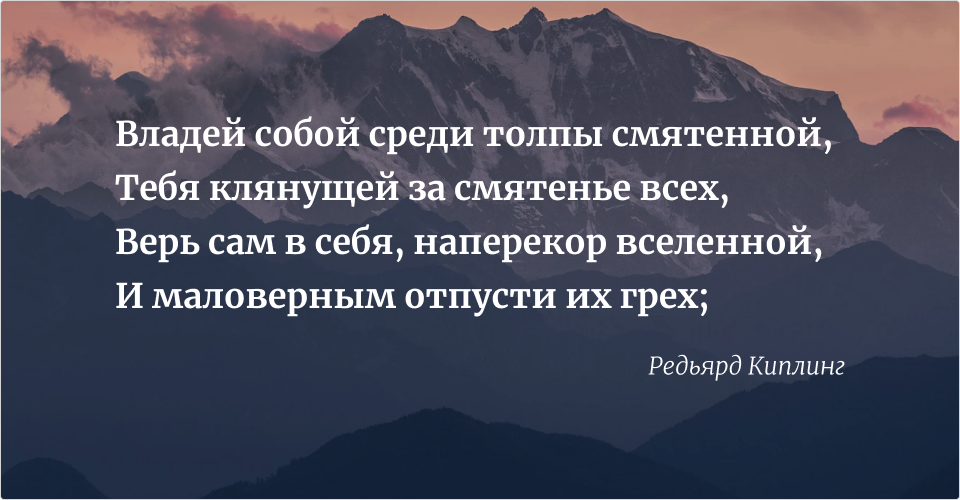 Владей собой среди толпы смятенной,
Тебя клянущей за смятенье всех,
Верь сам в себя, наперекор вселенной,
И маловерным отпусти их грех;
Редьярд Киплинг